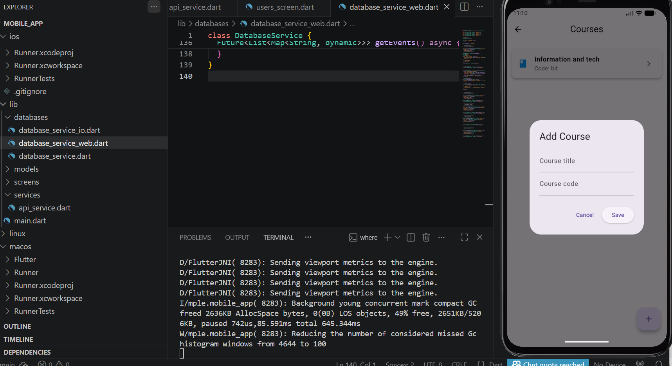 EXPLORER
MOBILE_APP
ios
Runner.xcodeproj
Runner.xcworkspace
RunnerTests
.gitignore
lib
databases
database_service_io.dart
database_service_web.dart
database_service.dart
models
screens
services
api_service.dart
main.dart
linux
macos
Flutter
Runner
Runner.xcodeproj
Runner.xcworkspace
RunnerTests
OUTLINE
TIMELINE
DEPENDENCIES
api_service.dart
users_screen.dart
database_service_web.dart
lib > databases > database_service_web.dart > ...
1 class DatabaseService {
136 Future<List<Map<String, dynamic>>> getEvents() async {
138 }
139 }
140
PROBLEMS OUTPUT TERMINAL ... where
D/FlutterJNI( 8283): Sending viewport metrics to the engine.
D/FlutterJNI( 8283): Sending viewport metrics to the engine.
D/FlutterJNI( 8283): Sending viewport metrics to the engine.
D/FlutterJNI( 8283): Sending viewport metrics to the engine.
I/mple.mobile_app( 8283): Background young concurrent mark compact GC
freed 2636KB AllocSpace bytes, 0(0B) LOS objects, 49% free, 2651KB/520
6KB, paused 742us,85.591ms total 645.344ms
W/mple.mobile_app( 8283): Reducing the number of considered missed Gc
histogram windows from 4644 to 100
Ln 140, Col 1 Spaces: 2 UTF-8 CRLF Dart Chat quota reached No Device
Courses
Information and tech
Code: bit
Add Course
Course title
Course code
Cancel
Save